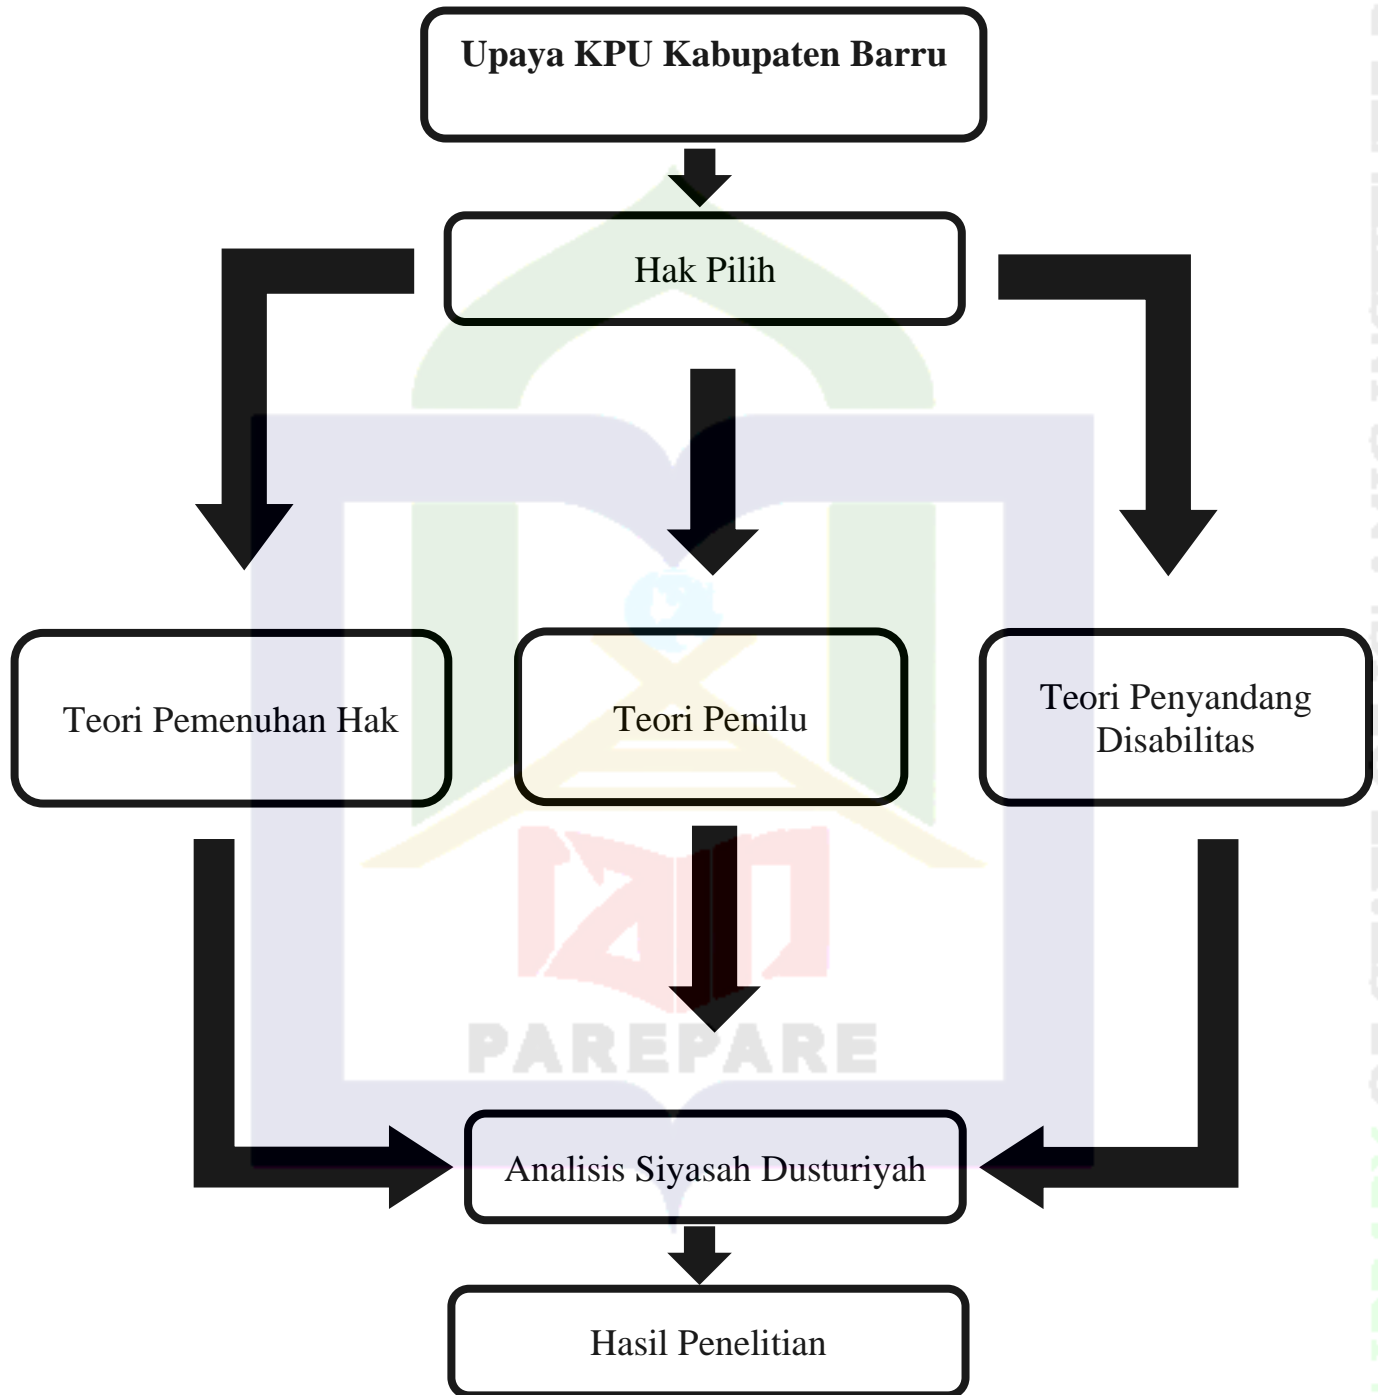 Upaya KPU Kabupaten Barru
Hak Pilih
Teori Pemenuhan Hak
Teori Pemilu
Teori Penyandang
Disabilitas
PAREPARE
Analisis Siyasah Dusturiyah
Hasil Penelitian